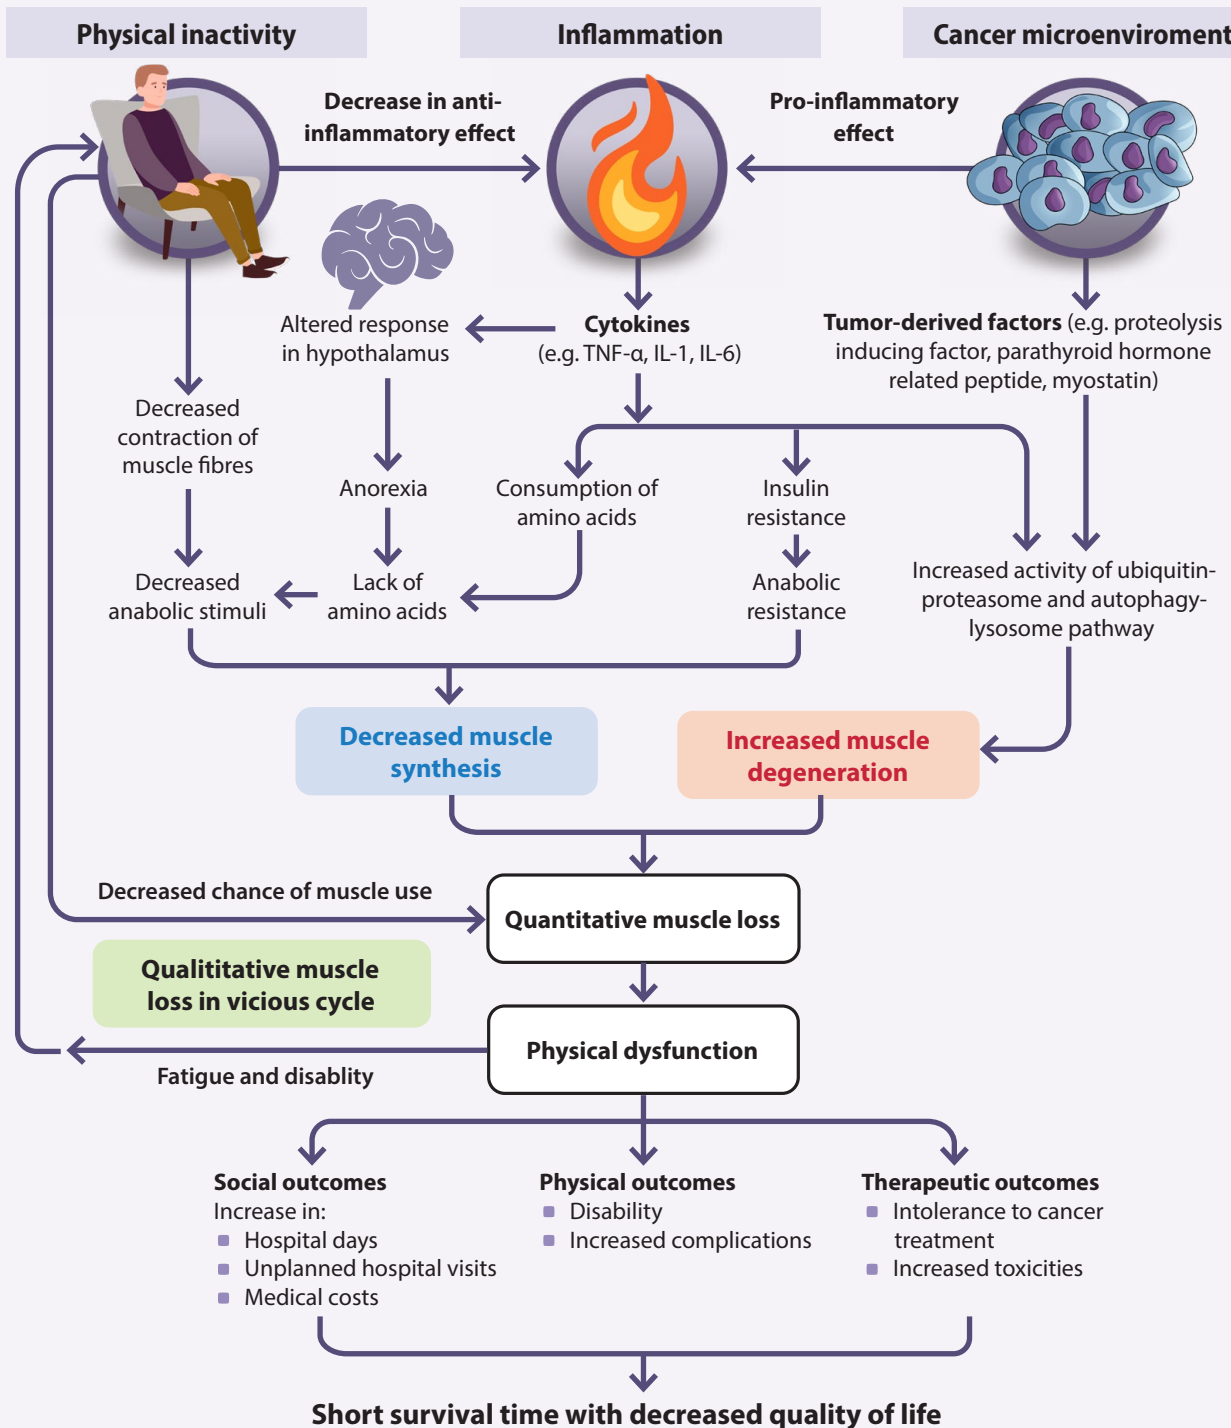 Physical inactivity
Inflammation
Cancer microenviroment
Decrease in anti-
inflammatory effect
Pro-inflammatory
effect
Altered response
in hypothalamus
Cytokines
(e.g. TNF-α, IL-1, IL-6)
Tumor-derived factors (e.g. proteolysis
inducing factor, parathyroid hormone
related peptide, myostatin)
Decreased
contraction of
muscle fibres
Anorexia
Consumption of
amino acids
Insulin
resistance
Decreased
anabolic stimuli
Lack of
amino acids
Anabolic
resistance
Increased activity of ubiquitin-
proteasome and autophagy-
lysosome pathway
Decreased muscle
synthesis
Increased muscle
degeneration
Decreased chance of muscle use
Quantitative muscle loss
Qualititative muscle
loss in vicious cycle
Physical dysfunction
Fatigue and disablity
Social outcomes
Increase in:
Hospital days
Unplanned hospital visits
Medical costs
Physical outcomes
Disability
Increased complications
Therapeutic outcomes
Intolerance to cancer
treatment
Increased toxicities
Short survival time with decreased quality of life